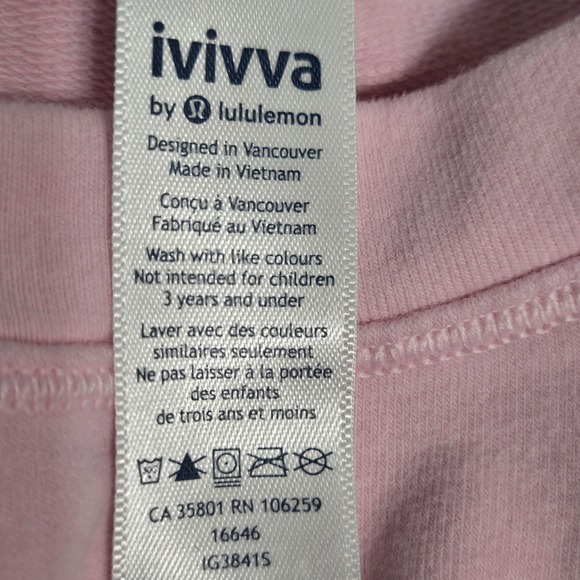 ivivva
by lululemon
Designed in Vancouver
Made in Vietnam
Conçu à Vancouver
Fabriqué au Vietnam
Wash with like colours
Not intended for children
3 years and under
Laver avec des couleurs
similaires seulement
Ne pas laisser à la portée
des enfants
de trois ans et moins
CA 35801 RN 106259
16646
IG3841S